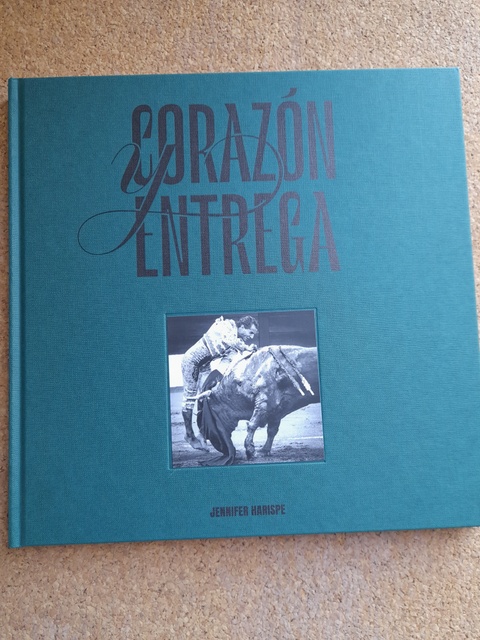 CORAZÓN
y
ENTREGA
JENNIFER HARISPE